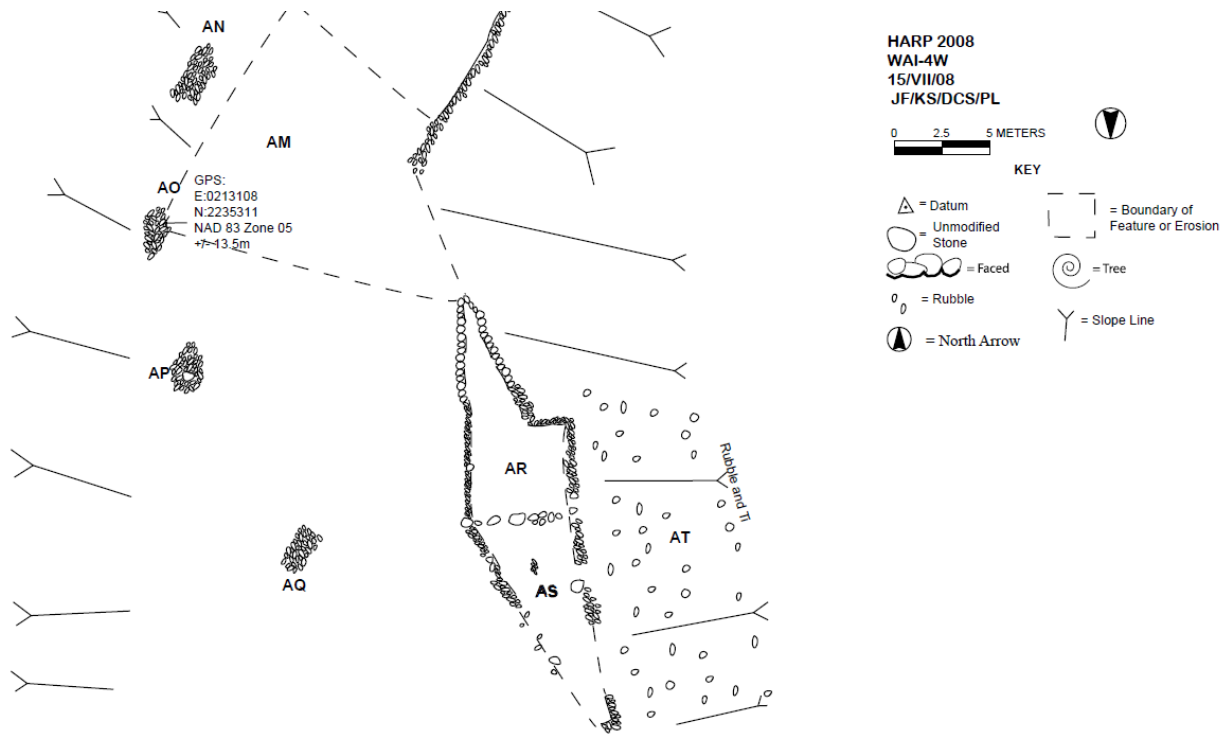 AN
AM
AO
GPS:
E:0213108
N:2235311
NAD 83 Zone 05
+/- 13.5m
AP
AQ
AR
AS
AT
Rubble and Ti
HARP 2008
WAI-4W
15/VII/08
JF/KS/DCS/PL
0 2.5 5 METERS
KEY
= Datum
= Unmodified
Stone
= Faced
= Rubble
= North Arrow
= Boundary of
Feature or Erosion
= Tree
= Slope Line